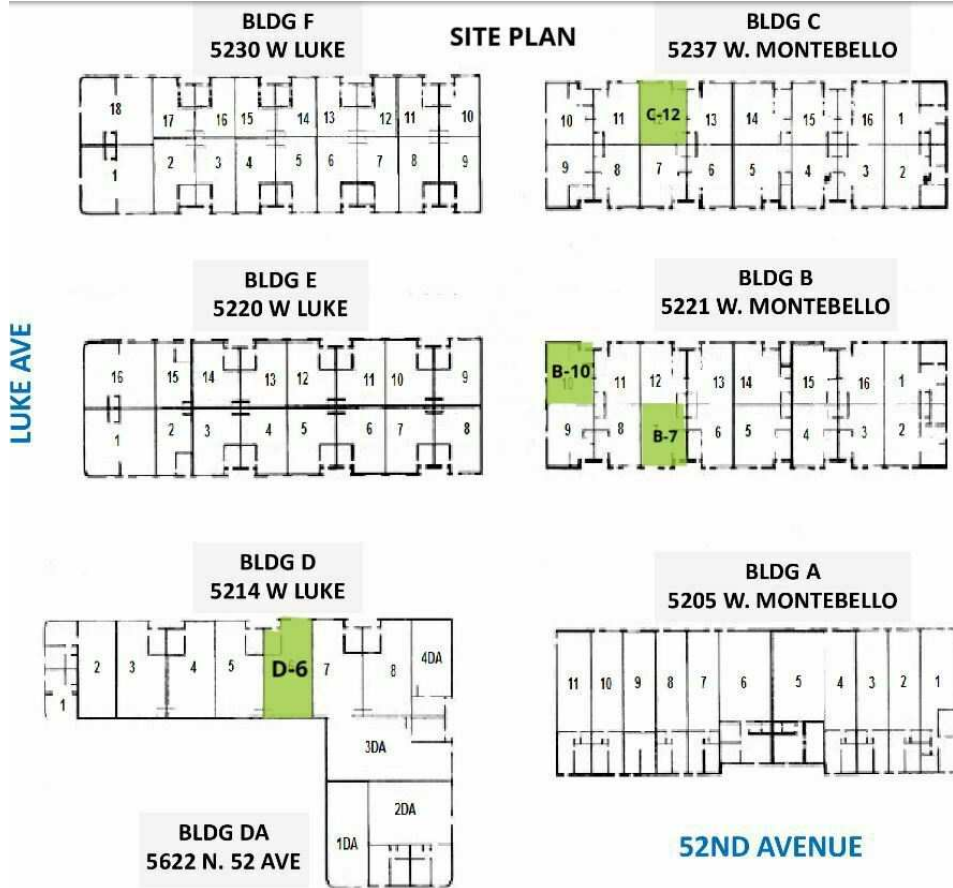 BLDG F
5230 W LUKE
SITE PLAN
BLDG C
5237 W. MONTEBELLO
18 17 16 15 14 13 12 11 10
1 2 3 4 5 6 7 8 9
10 11 C-12 13 14 15 16 1
9 8 7 6 5 4 3 2
BLDG E
5220 W LUKE
BLDG B
5221 W. MONTEBELLO
LUKE AVE
16 15 14 13 12 11 10 9
1 2 3 4 5 6 7 8
B-10 11 12 13 14 15 16 1
9 8 B-7 6 5 4 3 2
BLDG D
5214 W LUKE
BLDG A
5205 W. MONTEBELLO
1 2 3 4 5 D-6 7 8 4DA
3DA
2DA
1DA
11 10 9 8 7 6 5 4 3 2 1
BLDG DA
5622 N. 52 AVE
52ND AVENUE